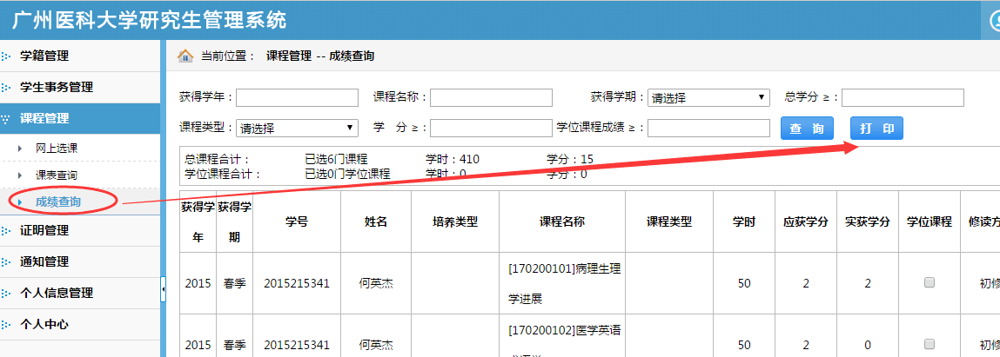 广州医科大学研究生管理系统
学籍管理
学生事务管理
课程管理
网上选课
课表查询
成绩查询
证明管理
通知管理
个人信息管理
个人中心
当前位置： 课程管理 -- 成绩查询
获得学年： 课程名称： 获得学期： 请选择 总学分 ≥：
课程类型： 请选择 学 分 ≥： 学位课程成绩 ≥： 查 询 打 印
总课程合计： 已选6门课程 学时：410 学分：15
学位课程合计： 已选0门学位课程 学时：0 学分：0
获得学年 获得学期 学号 姓名 培养类型 课程名称 课程类型 学时 应获学分 实获学分 学位课程 修读方
2015 春季 2015215341 何英杰 [170200101]病理生理学进展 50 2 2 初修
2015 春季 2015215341 何英杰 [170200102]医学英语 50 2 0 初修